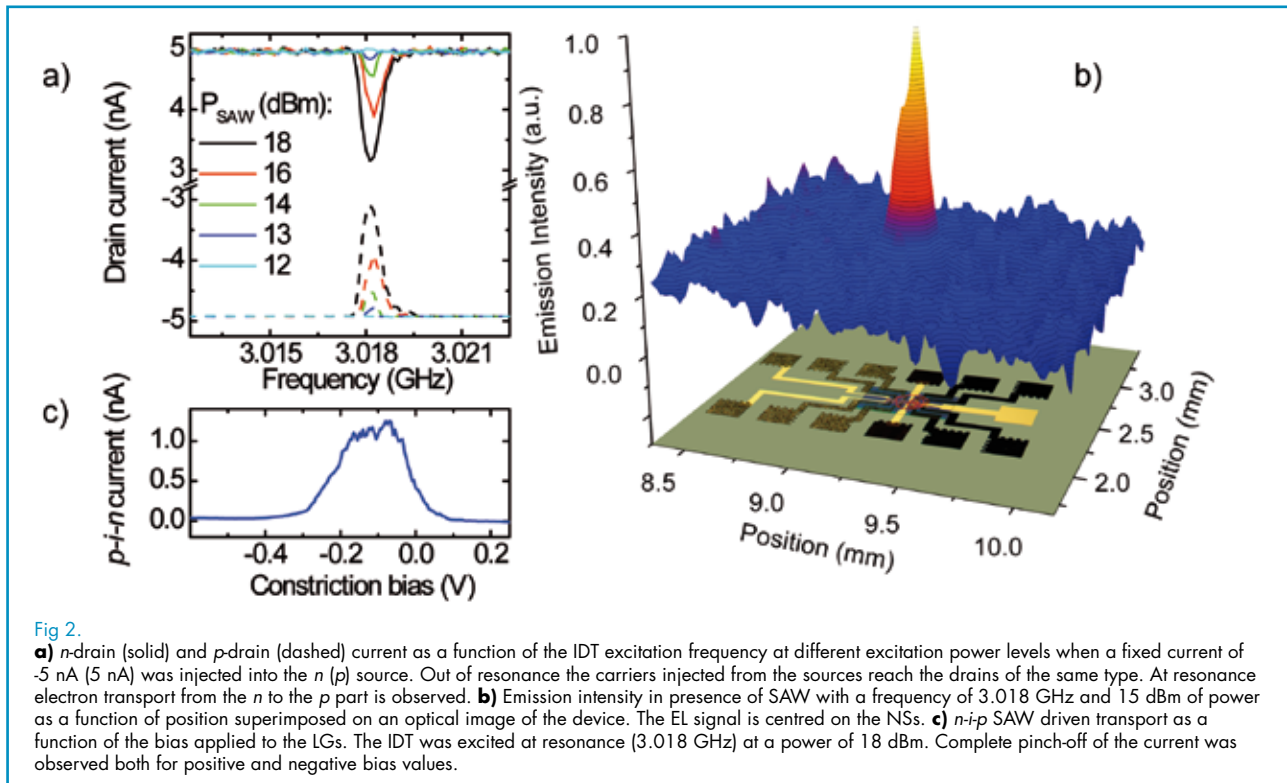 a)
5
4
3
-3
-4
-5
Drain current (nA)
P_SAW (dBm):
18
16
14
13
12
3.015 3.018 3.021
Frequency (GHz)
b)
1.0
0.8
0.6
0.4
0.2
0.0
Emission Intensity (a.u.)
8.5 9.0 9.5 10.0
Position (mm)
3.0
2.5
2.0
Position (mm)
c)
1.0
0.5
0.0
p-i-n current (nA)
-0.4 -0.2 0.0 0.2
Constriction bias (V)
Fig 2.
a) n-drain (solid) and p-drain (dashed) current as a function of the IDT excitation frequency at different excitation power levels when a fixed current of
-5 nA (5 nA) was injected into the n (p) source. Out of resonance the carriers injected from the sources reach the drains of the same type. At resonance
electron transport from the n to the p part is observed. b) Emission intensity in presence of SAW with a frequency of 3.018 GHz and 15 dBm of power
as a function of position superimposed on an optical image of the device. The EL signal is centred on the NSs. c) n-i-p SAW driven transport as a
function of the bias applied to the LGs. The IDT was excited at resonance (3.018 GHz) at a power of 18 dBm. Complete pinch-off of the current was
observed both for positive and negative bias values.